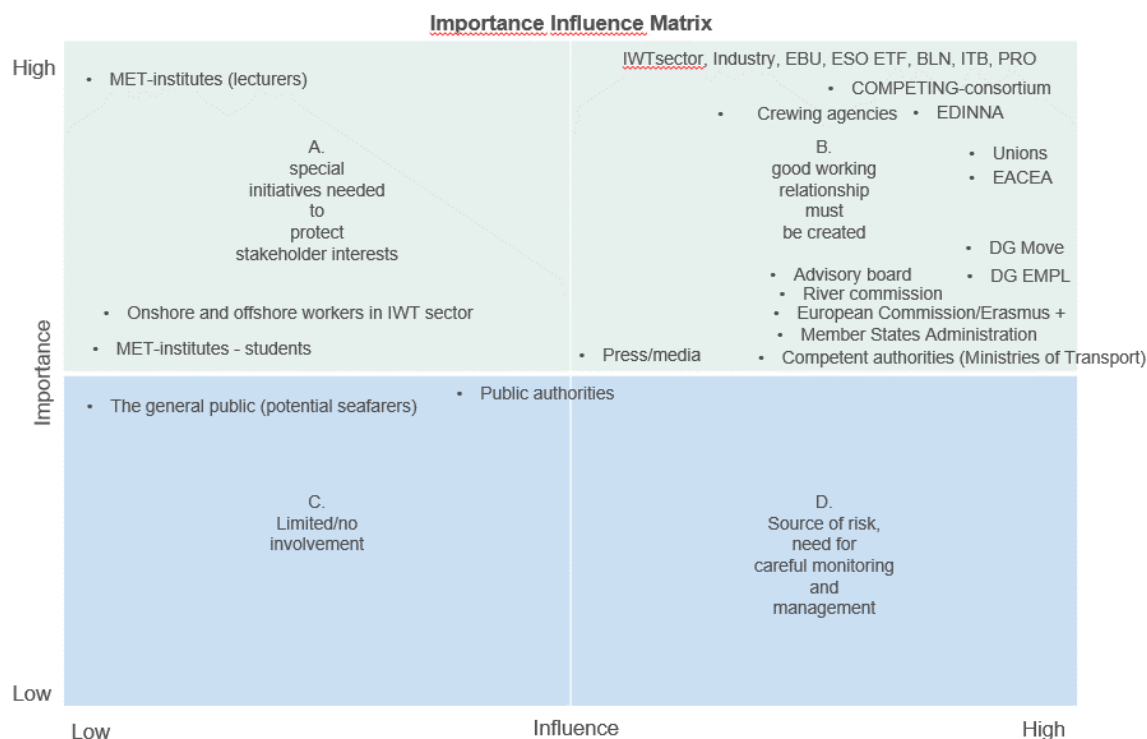 Importance Influence Matrix
High
IWTsector, Industry, EBU, ESO ETF, BLN, ITB, PRO
• MET-institutes (lecturers)
• COMPETING-consortium
• Crewing agencies
• EDINNA
A.
special
initiatives needed
to
protect
stakeholder interests
B.
good working
relationship
must
be created
• Unions
• EACEA
• DG Move
• Advisory board
• DG EMPL
• River commission
• Onshore and offshore workers in IWT sector
• European Commission/Erasmus +
• Member States Administration
• MET-institutes - students
• Press/media
• Competent authorities (Ministries of Transport)
Importance
• Public authorities
• The general public (potential seafarers)
C.
Limited/no
involvement
D.
Source of risk,
need for
careful monitoring
and
management
Low
Low
Influence
High